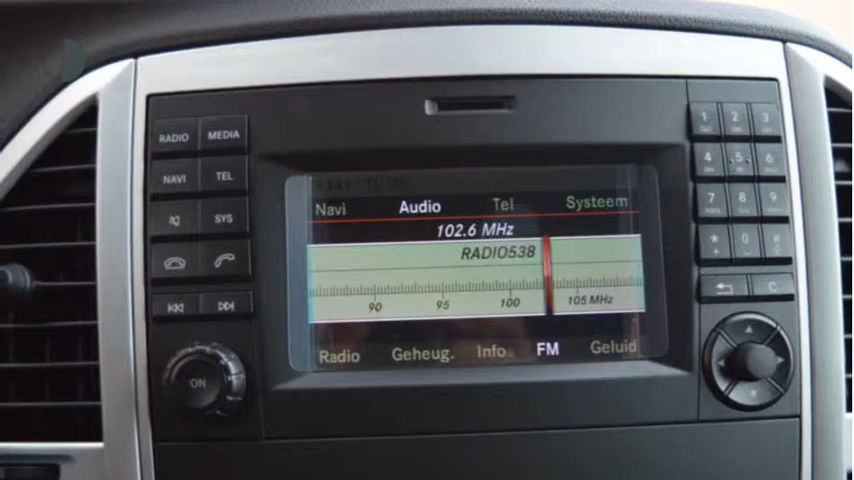 RADIO MEDIA
NAVI TEL
SYS
ON
Navi Audio Tel Systeem
102.6 MHz
RADIO538
90 95 100 105 MHz
Radio Geheug. Info FM Geluid
1 2 3
4 5 6
7 8 9
* 0
C